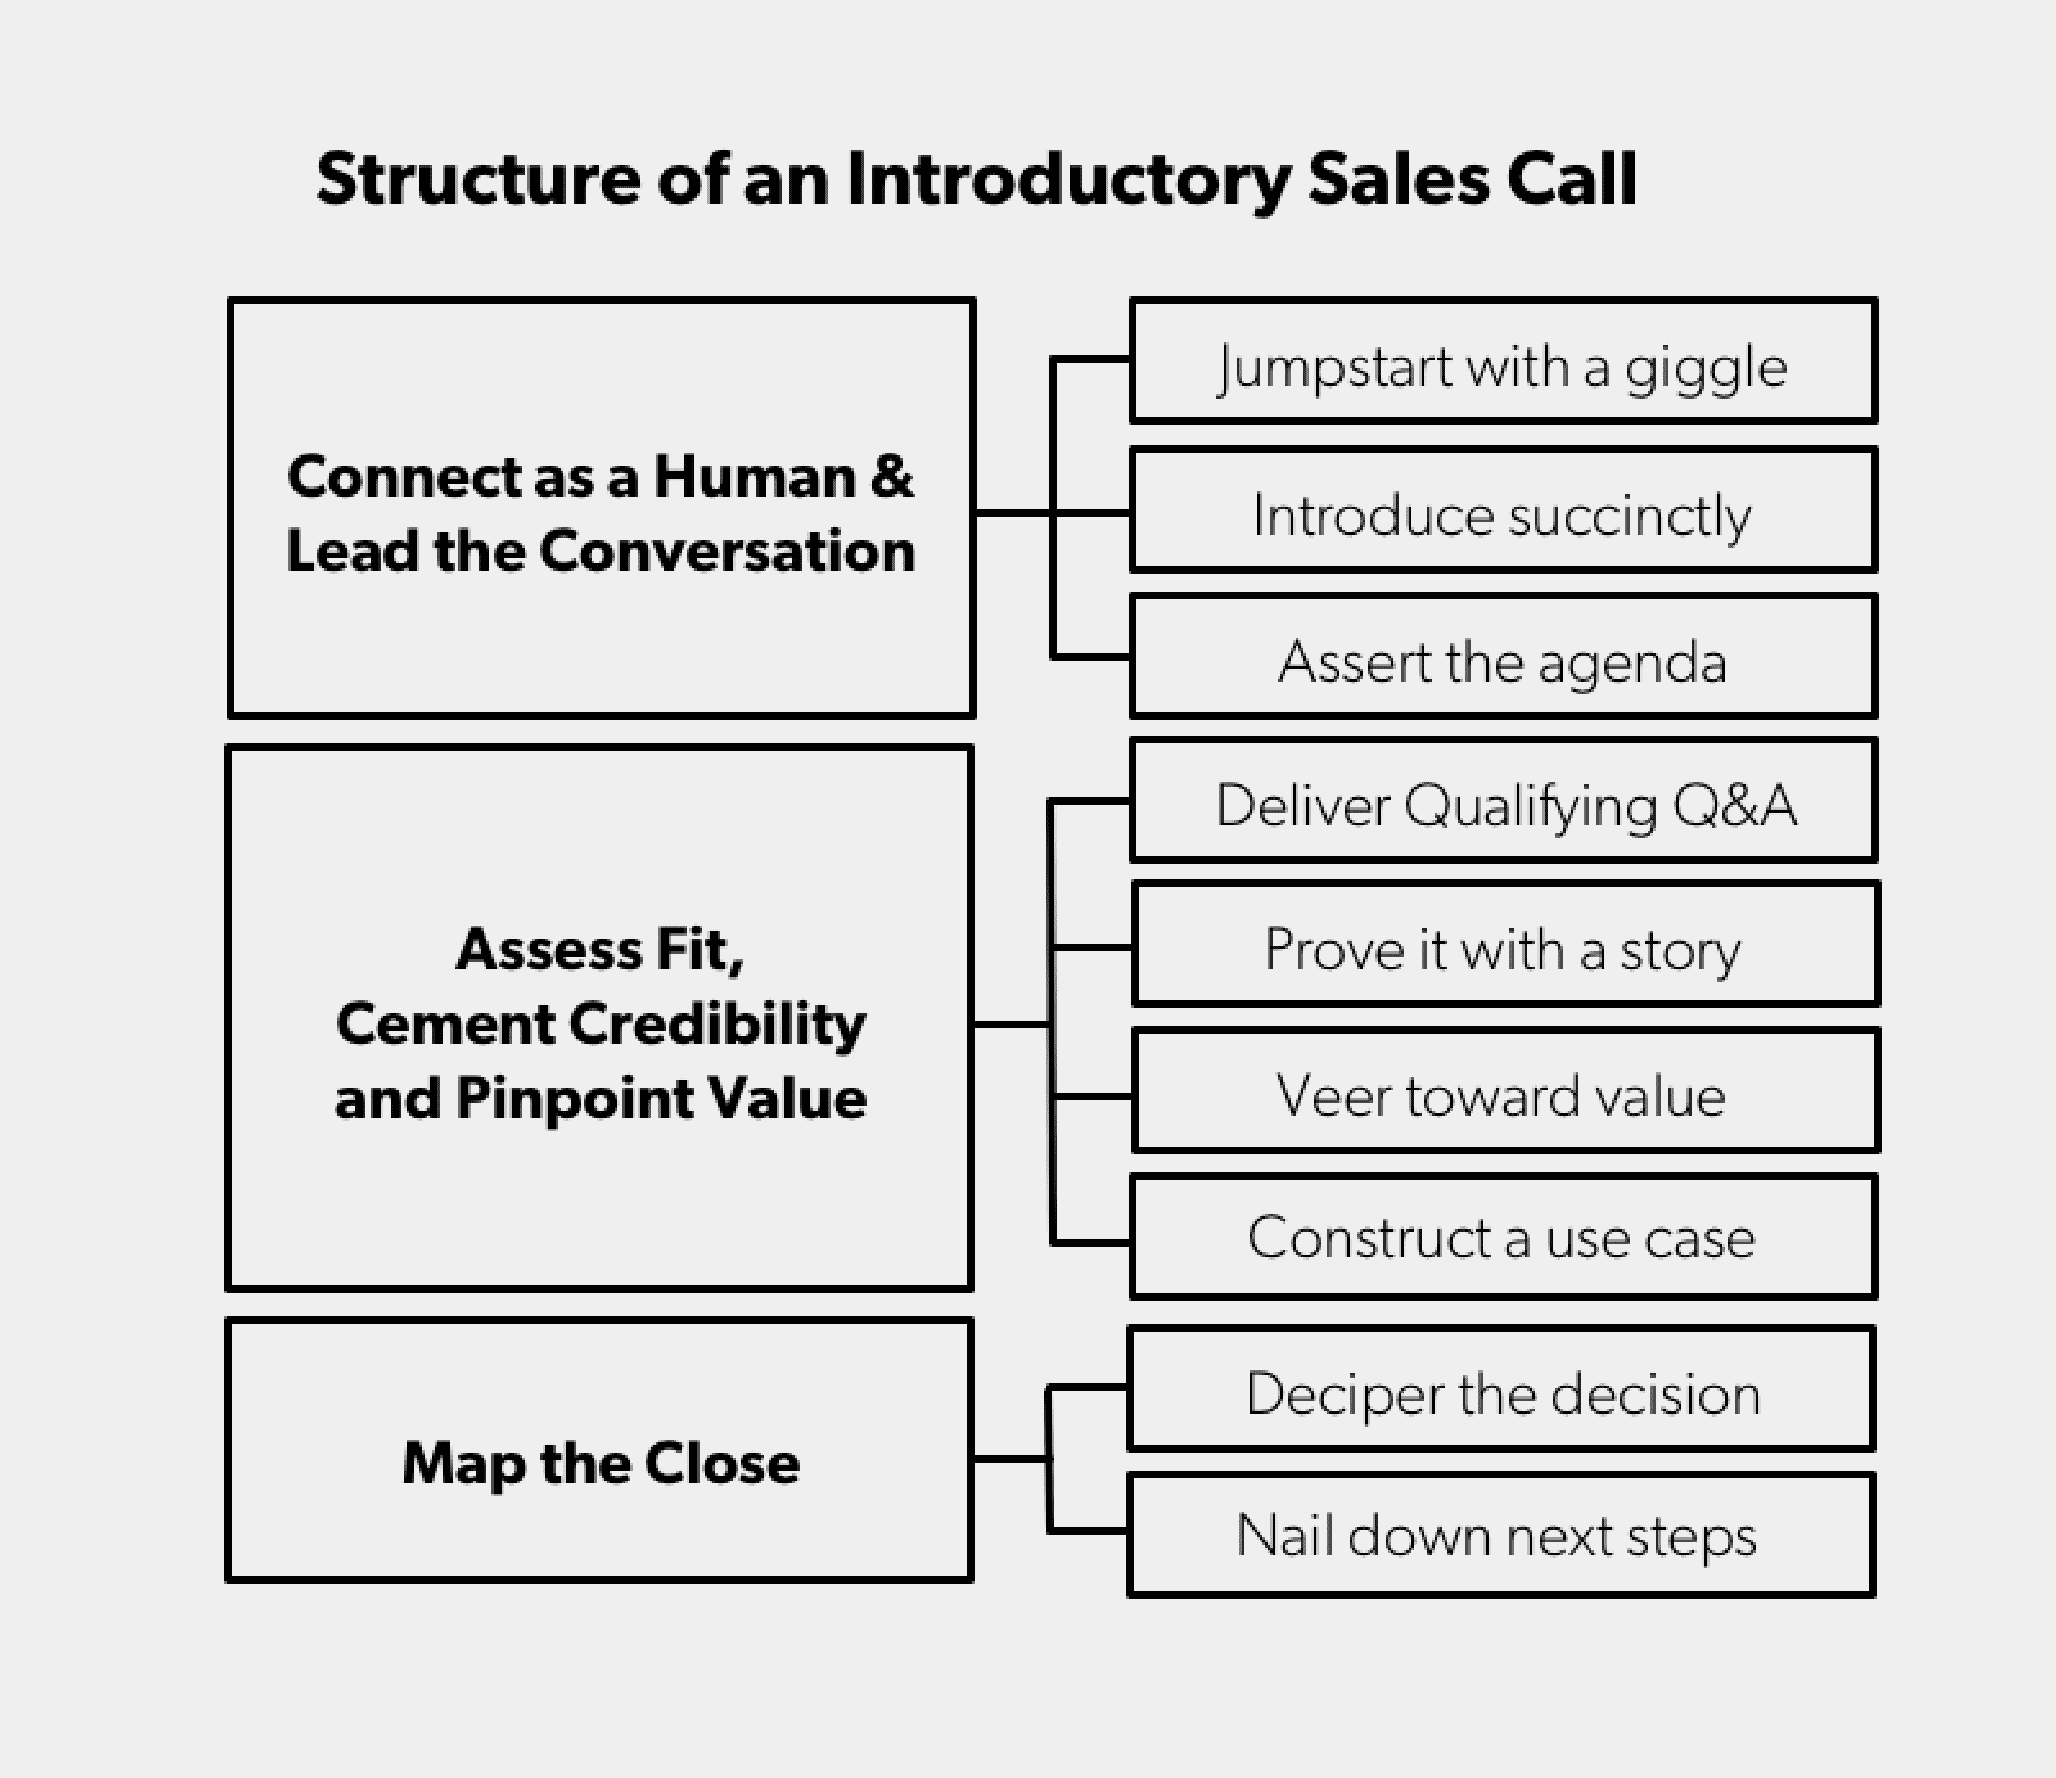 Structure of an Introductory Sales Call
Connect as a Human &
Lead the Conversation
Jumpstart with a giggle
Introduce succinctly
Assert the agenda
Assess Fit,
Cement Credibility
and Pinpoint Value
Deliver Qualifying Q&A
Prove it with a story
Veer toward value
Construct a use case
Map the Close
Deciper the decision
Nail down next steps